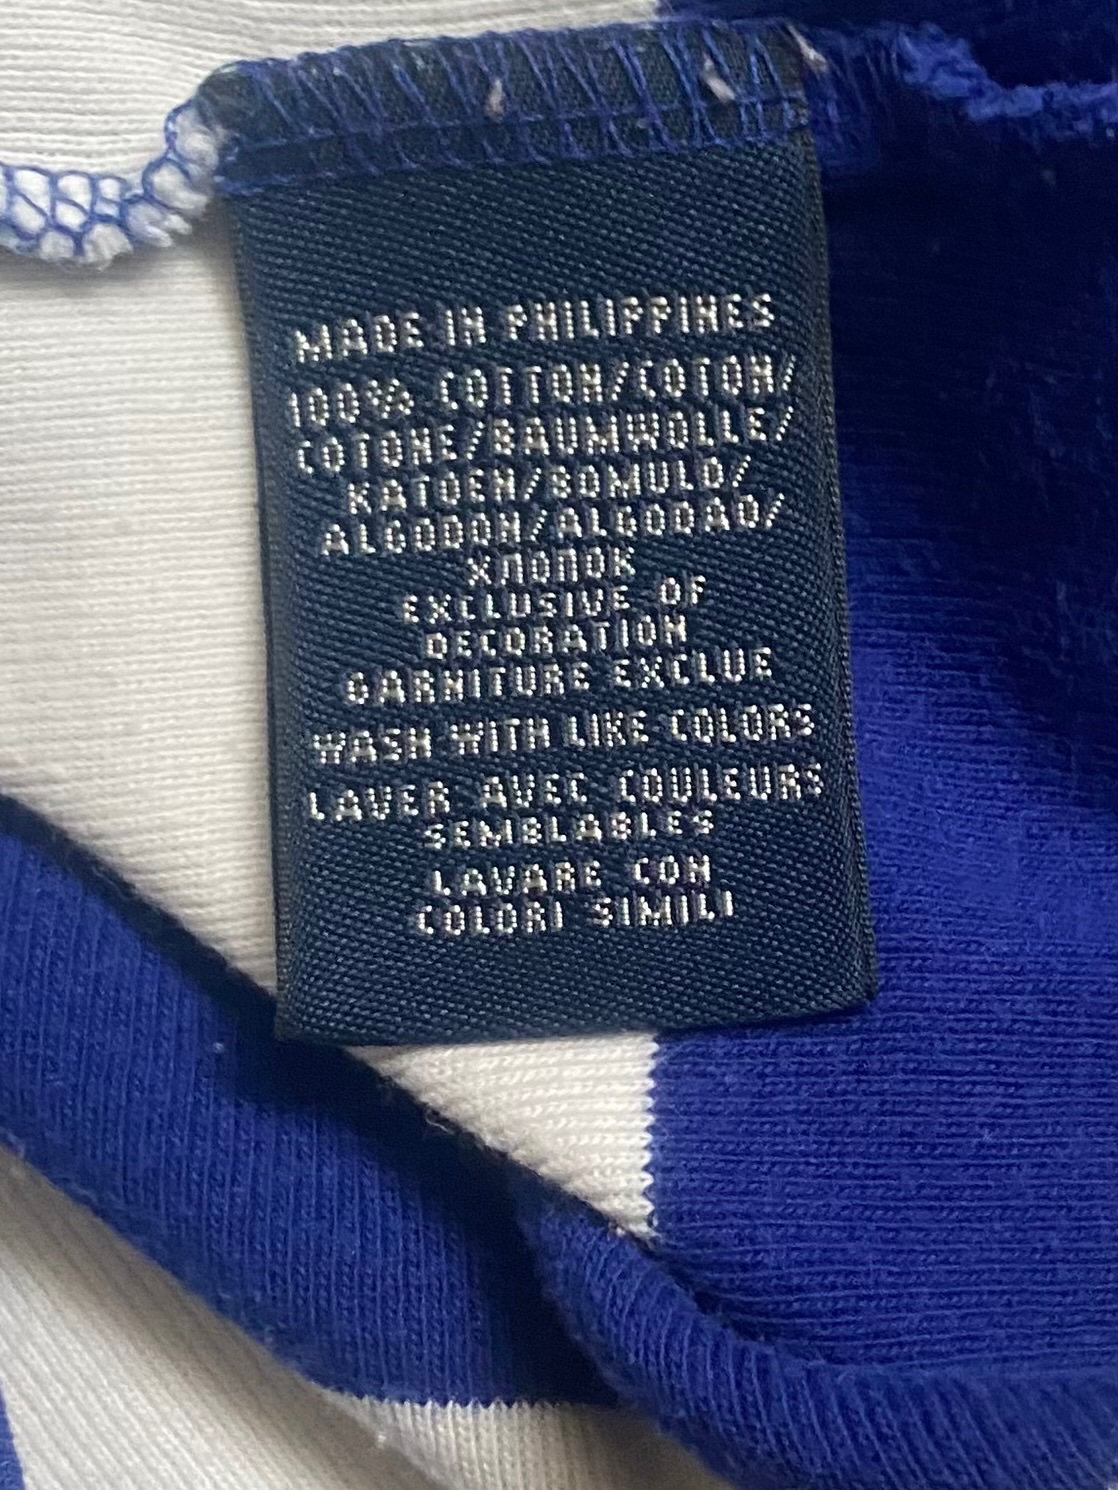 MADE IN PHILIPPINES
100% COTTON/COTON/
COTONE/BAUMWOLLE/
KATOEN/BOMULD/
ALGODON/ALGODAO/
ХЛОПОК
EXCLUSIVE OF
DECORATION
GARNITURE EXCLUE
WASH WITH LIKE COLORS
LAVER AVEC COULEURS
SEMBLABLES
LAVARE CON
COLORI SIMILI